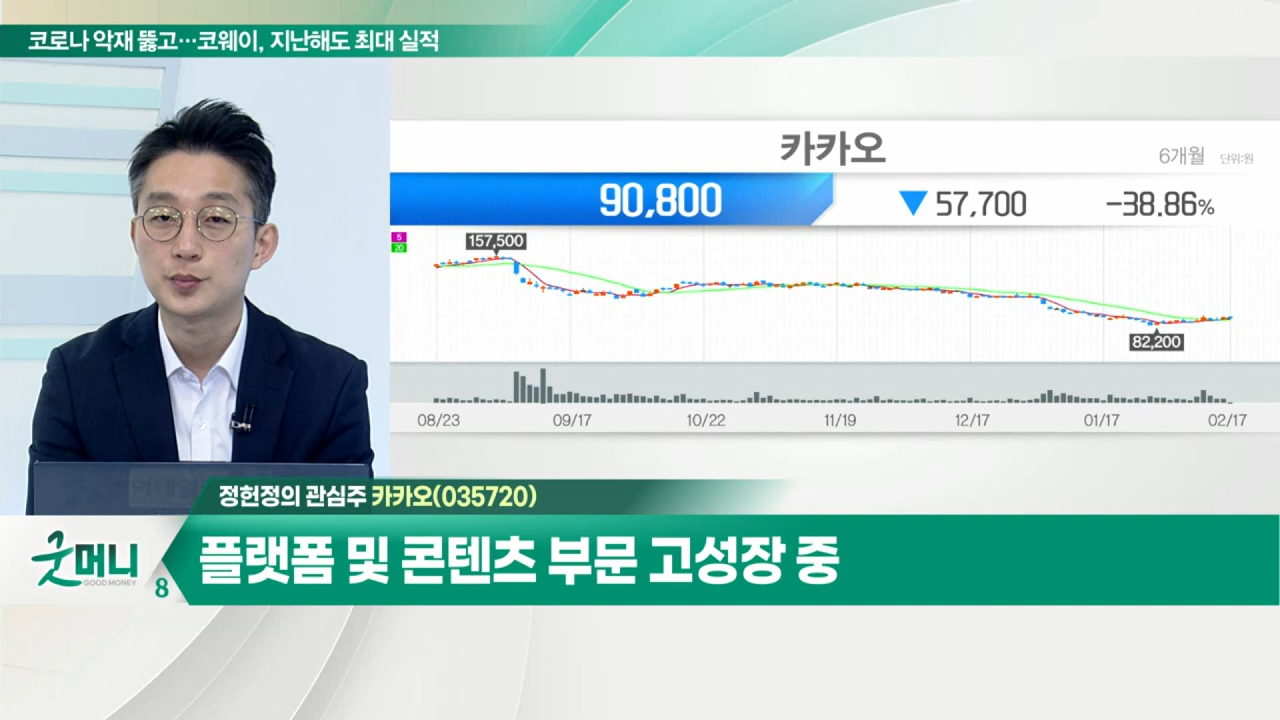 코로나 악재 뚫고…코웨이, 지난해도 최대 실적
카카오
6개월 단위:원
90,800 ▼ 57,700 -38.86%
5
20
157,500
82,200
08/23 09/17 10/22 11/19 12/17 01/17 02/17
정헌정의 관심주 카카오(035720)
플랫폼 및 콘텐츠 부문 고성장 중
굿머니
GOOD MONEY
8